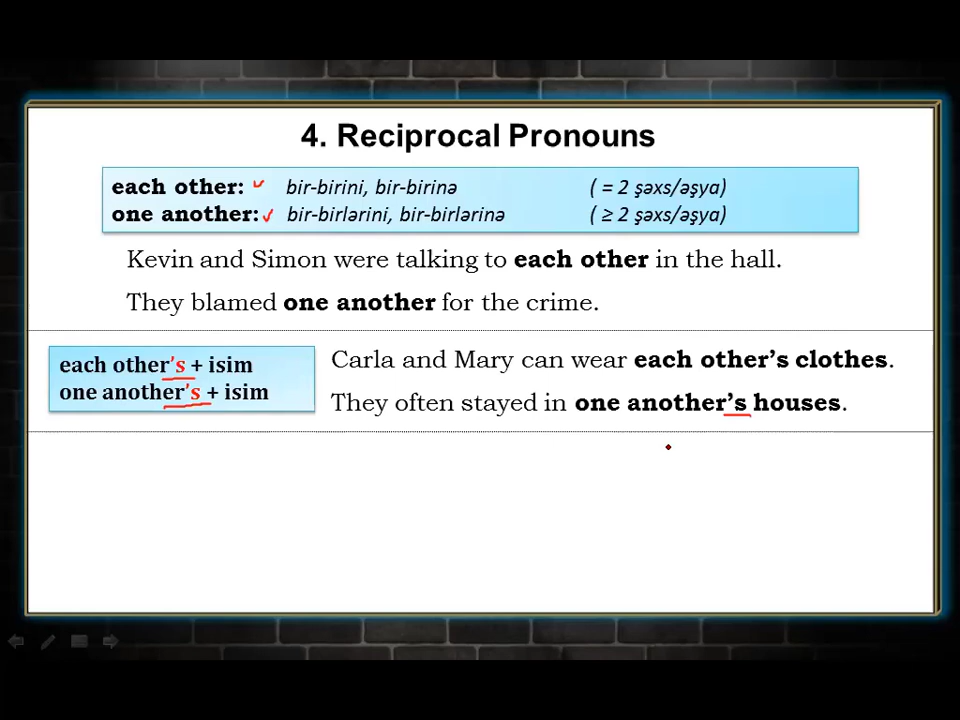 4. Reciprocal Pronouns
each other: bir-birini, bir-birinə ( = 2 şəxs/əşya)
one another: bir-birlərini, bir-birlərinə ( ≥ 2 şəxs/əşya)
Kevin and Simon were talking to each other in the hall.
They blamed one another for the crime.
each other’s + isim
one another’s + isim
Carla and Mary can wear each other’s clothes.
They often stayed in one another’s houses.